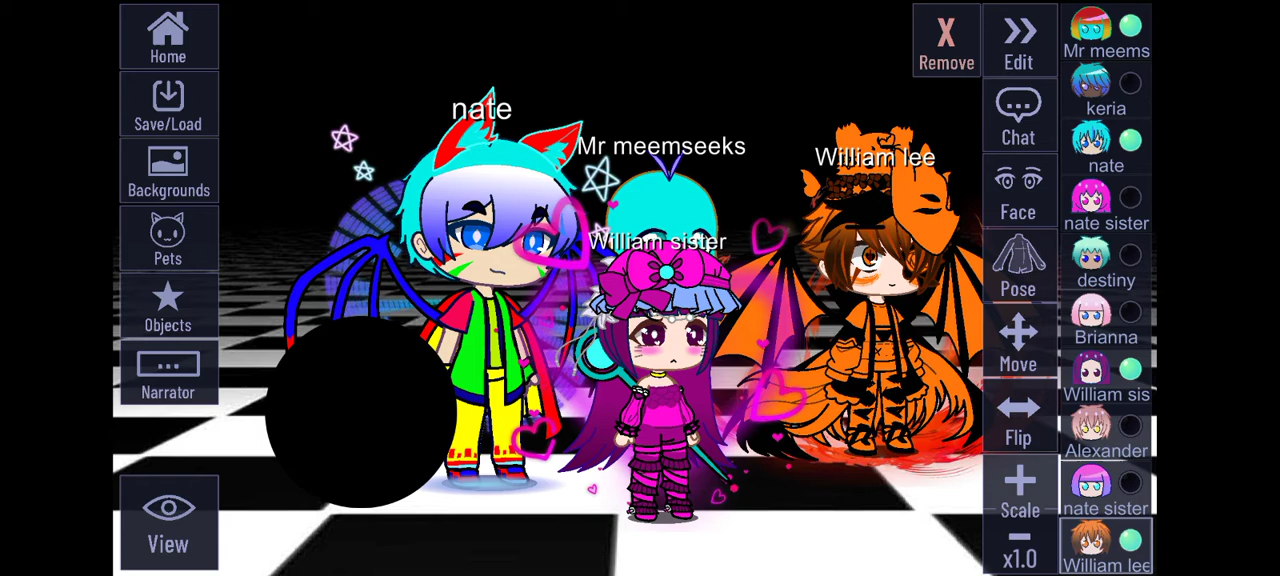 Home
Save/Load
Backgrounds
Pets
Objects
Narrator
...
View
nate
Mr meemseeks
William sister
William lee
X
Remove
Edit
Chat
Face
Pose
Move
Flip
Scale
x1.0
Mr meems
keria
nate
nate sister
destiny
Brianna
William sis
Alexander
nate sister
William lee